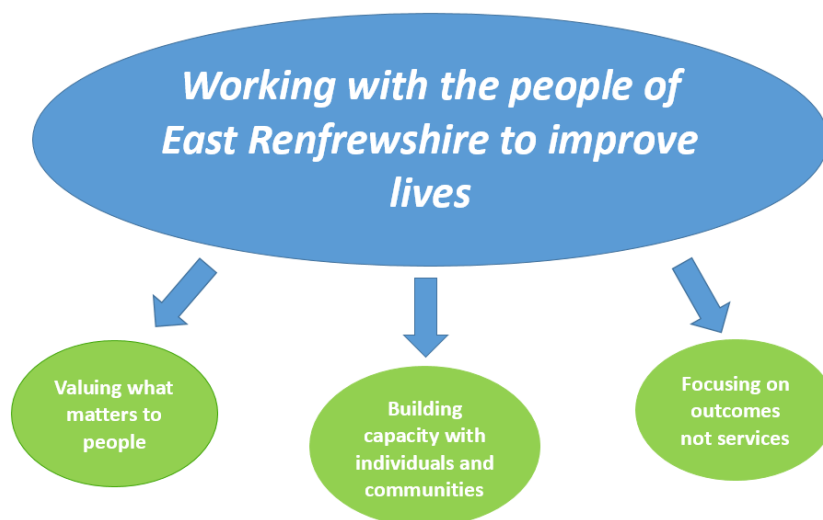 Working with the people of
East Renfrewshire to improve
lives
Valuing what
matters to
people
Building
capacity with
individuals and
communities
Focusing on
outcomes
not services